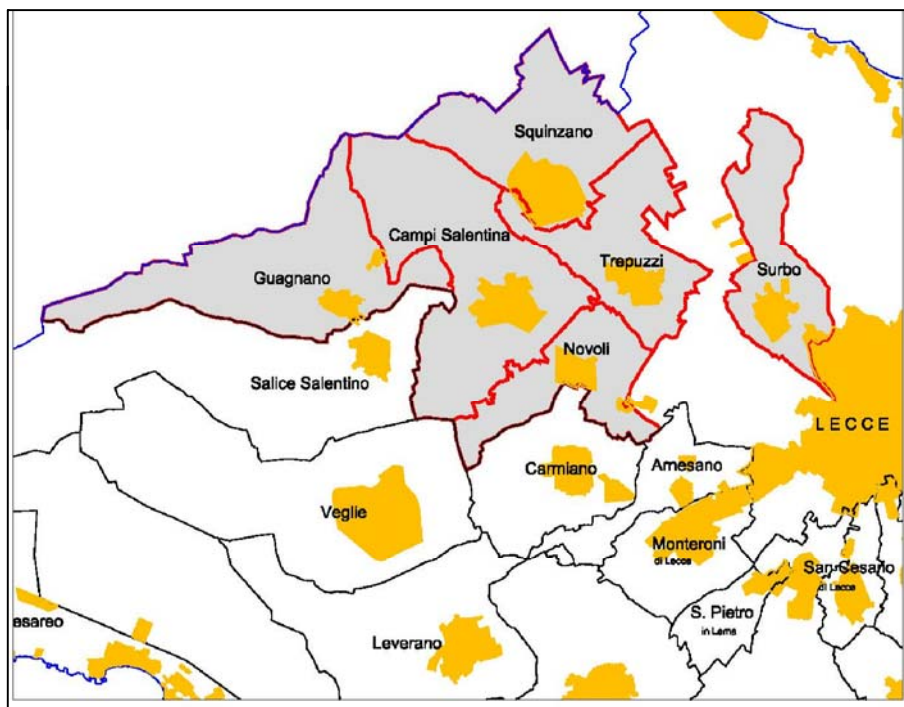 Squinzano
Campi Salentina
Trepuzzi
Guagnano
Surbo
Novoli
Salice Salentino
LECCE
Carmiano
Arnesano
Veglie
Monteroni
di Lecce
San Cesario
di Lecce
S. Pietro
in Lama
Leverano
esareo